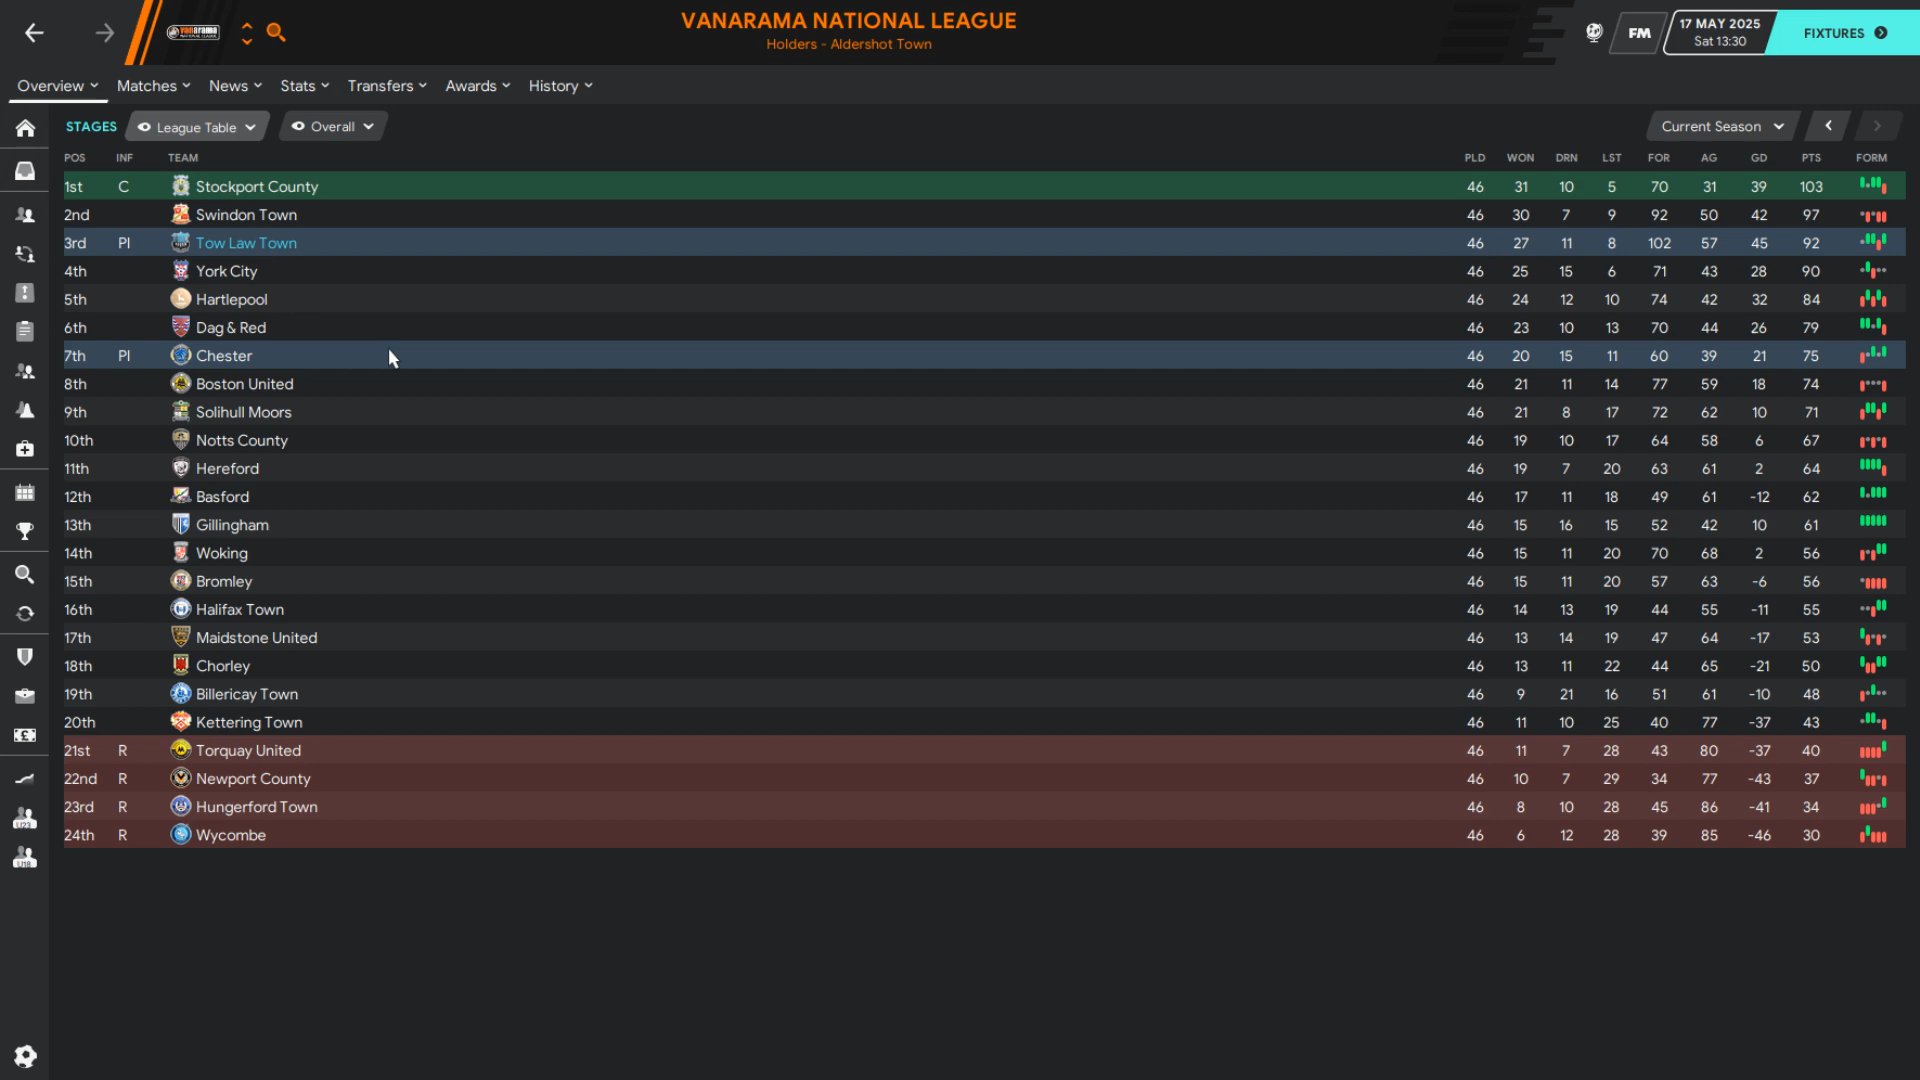 VANARAMA NATIONAL LEAGUE
Holders - Aldershot Town
vanarama
FM
17 MAY 2025
Sat 13:30
FIXTURES
Overview Matches News Stats Transfers Awards History
STAGES League Table Overall Current Season
POS INF TEAM PLD WON DRN LST FOR AG GD PTS FORM
1st C Stockport County 46 31 10 5 70 31 39 103
2nd Swindon Town 46 30 7 9 92 50 42 97
3rd Pl Tow Law Town 46 27 11 8 102 57 45 92
4th York City 46 25 15 6 71 43 28 90
5th Hartlepool 46 24 12 10 74 42 32 84
6th Dag & Red 46 23 10 13 70 44 26 79
7th Pl Chester 46 20 15 11 60 39 21 75
8th Boston United 46 21 11 14 77 59 18 74
9th Solihull Moors 46 21 8 17 72 62 10 71
10th Notts County 46 19 10 17 64 58 6 67
11th Hereford 46 19 7 20 63 61 2 64
12th Basford 46 17 11 18 49 61 -12 62
13th Gillingham 46 15 16 15 52 42 10 61
14th Woking 46 15 11 20 70 68 2 56
15th Bromley 46 15 11 20 57 63 -6 56
16th Halifax Town 46 14 13 19 44 55 -11 55
17th Maidstone United 46 13 14 19 47 64 -17 53
18th Chorley 46 13 11 22 44 65 -21 50
19th Billericay Town 46 9 21 16 51 61 -10 48
20th Kettering Town 46 11 10 25 40 77 -37 43
21st R Torquay United 46 11 7 28 43 80 -37 40
22nd R Newport County 46 10 7 29 34 77 -43 37
23rd R Hungerford Town 46 8 10 28 45 86 -41 34
24th R Wycombe 46 6 12 28 39 85 -46 30
U23
U18